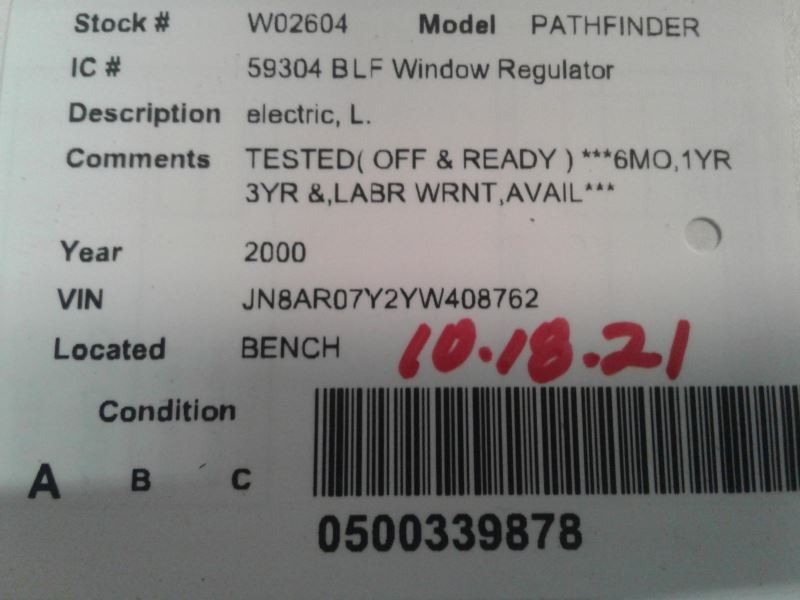 Stock # W02604 Model PATHFINDER
IC # 59304 BLF Window Regulator
Description electric, L.
Comments TESTED( OFF & READY ) ***6MO,1YR
3YR &,LABR WRNT,AVAIL***
Year 2000
VIN JN8AR07Y2YW408762
Located BENCH 10.18.21
Condition
A B C
0500339878